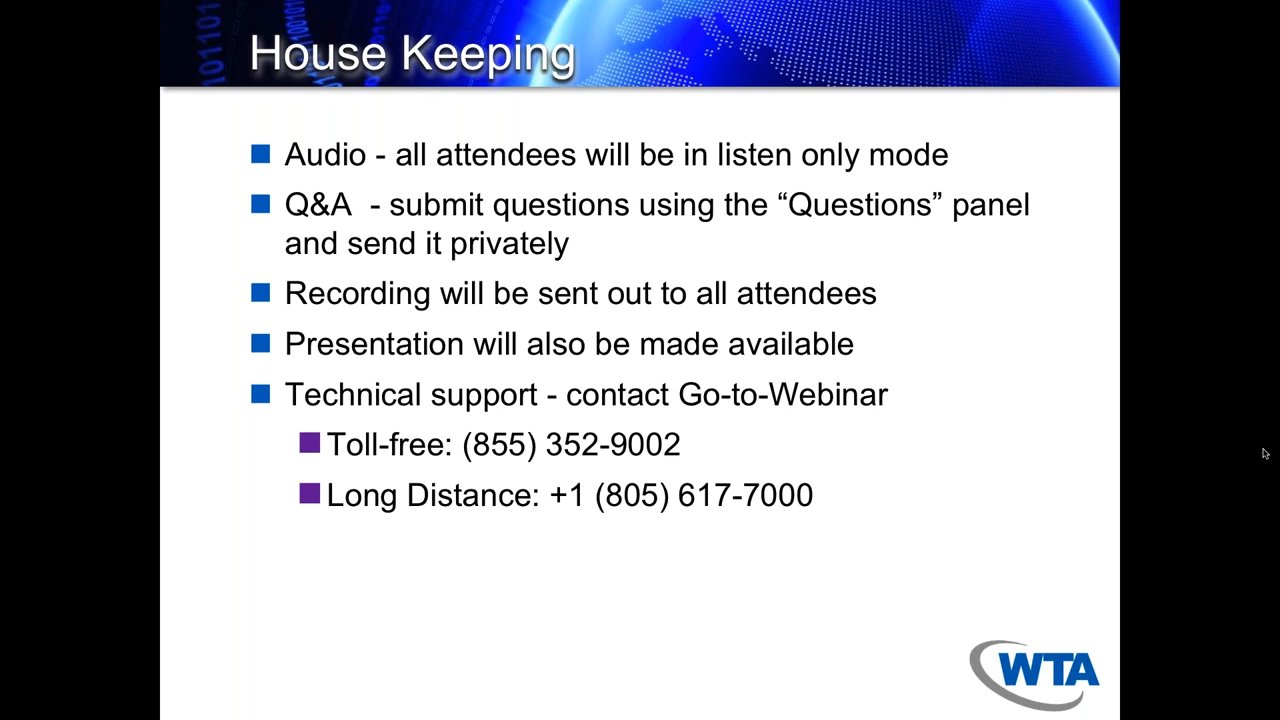 House Keeping
Audio - all attendees will be in listen only mode
Q&A - submit questions using the “Questions” panel
and send it privately
Recording will be sent out to all attendees
Presentation will also be made available
Technical support - contact Go-to-Webinar
Toll-free: (855) 352-9002
Long Distance: +1 (805) 617-7000
WTA